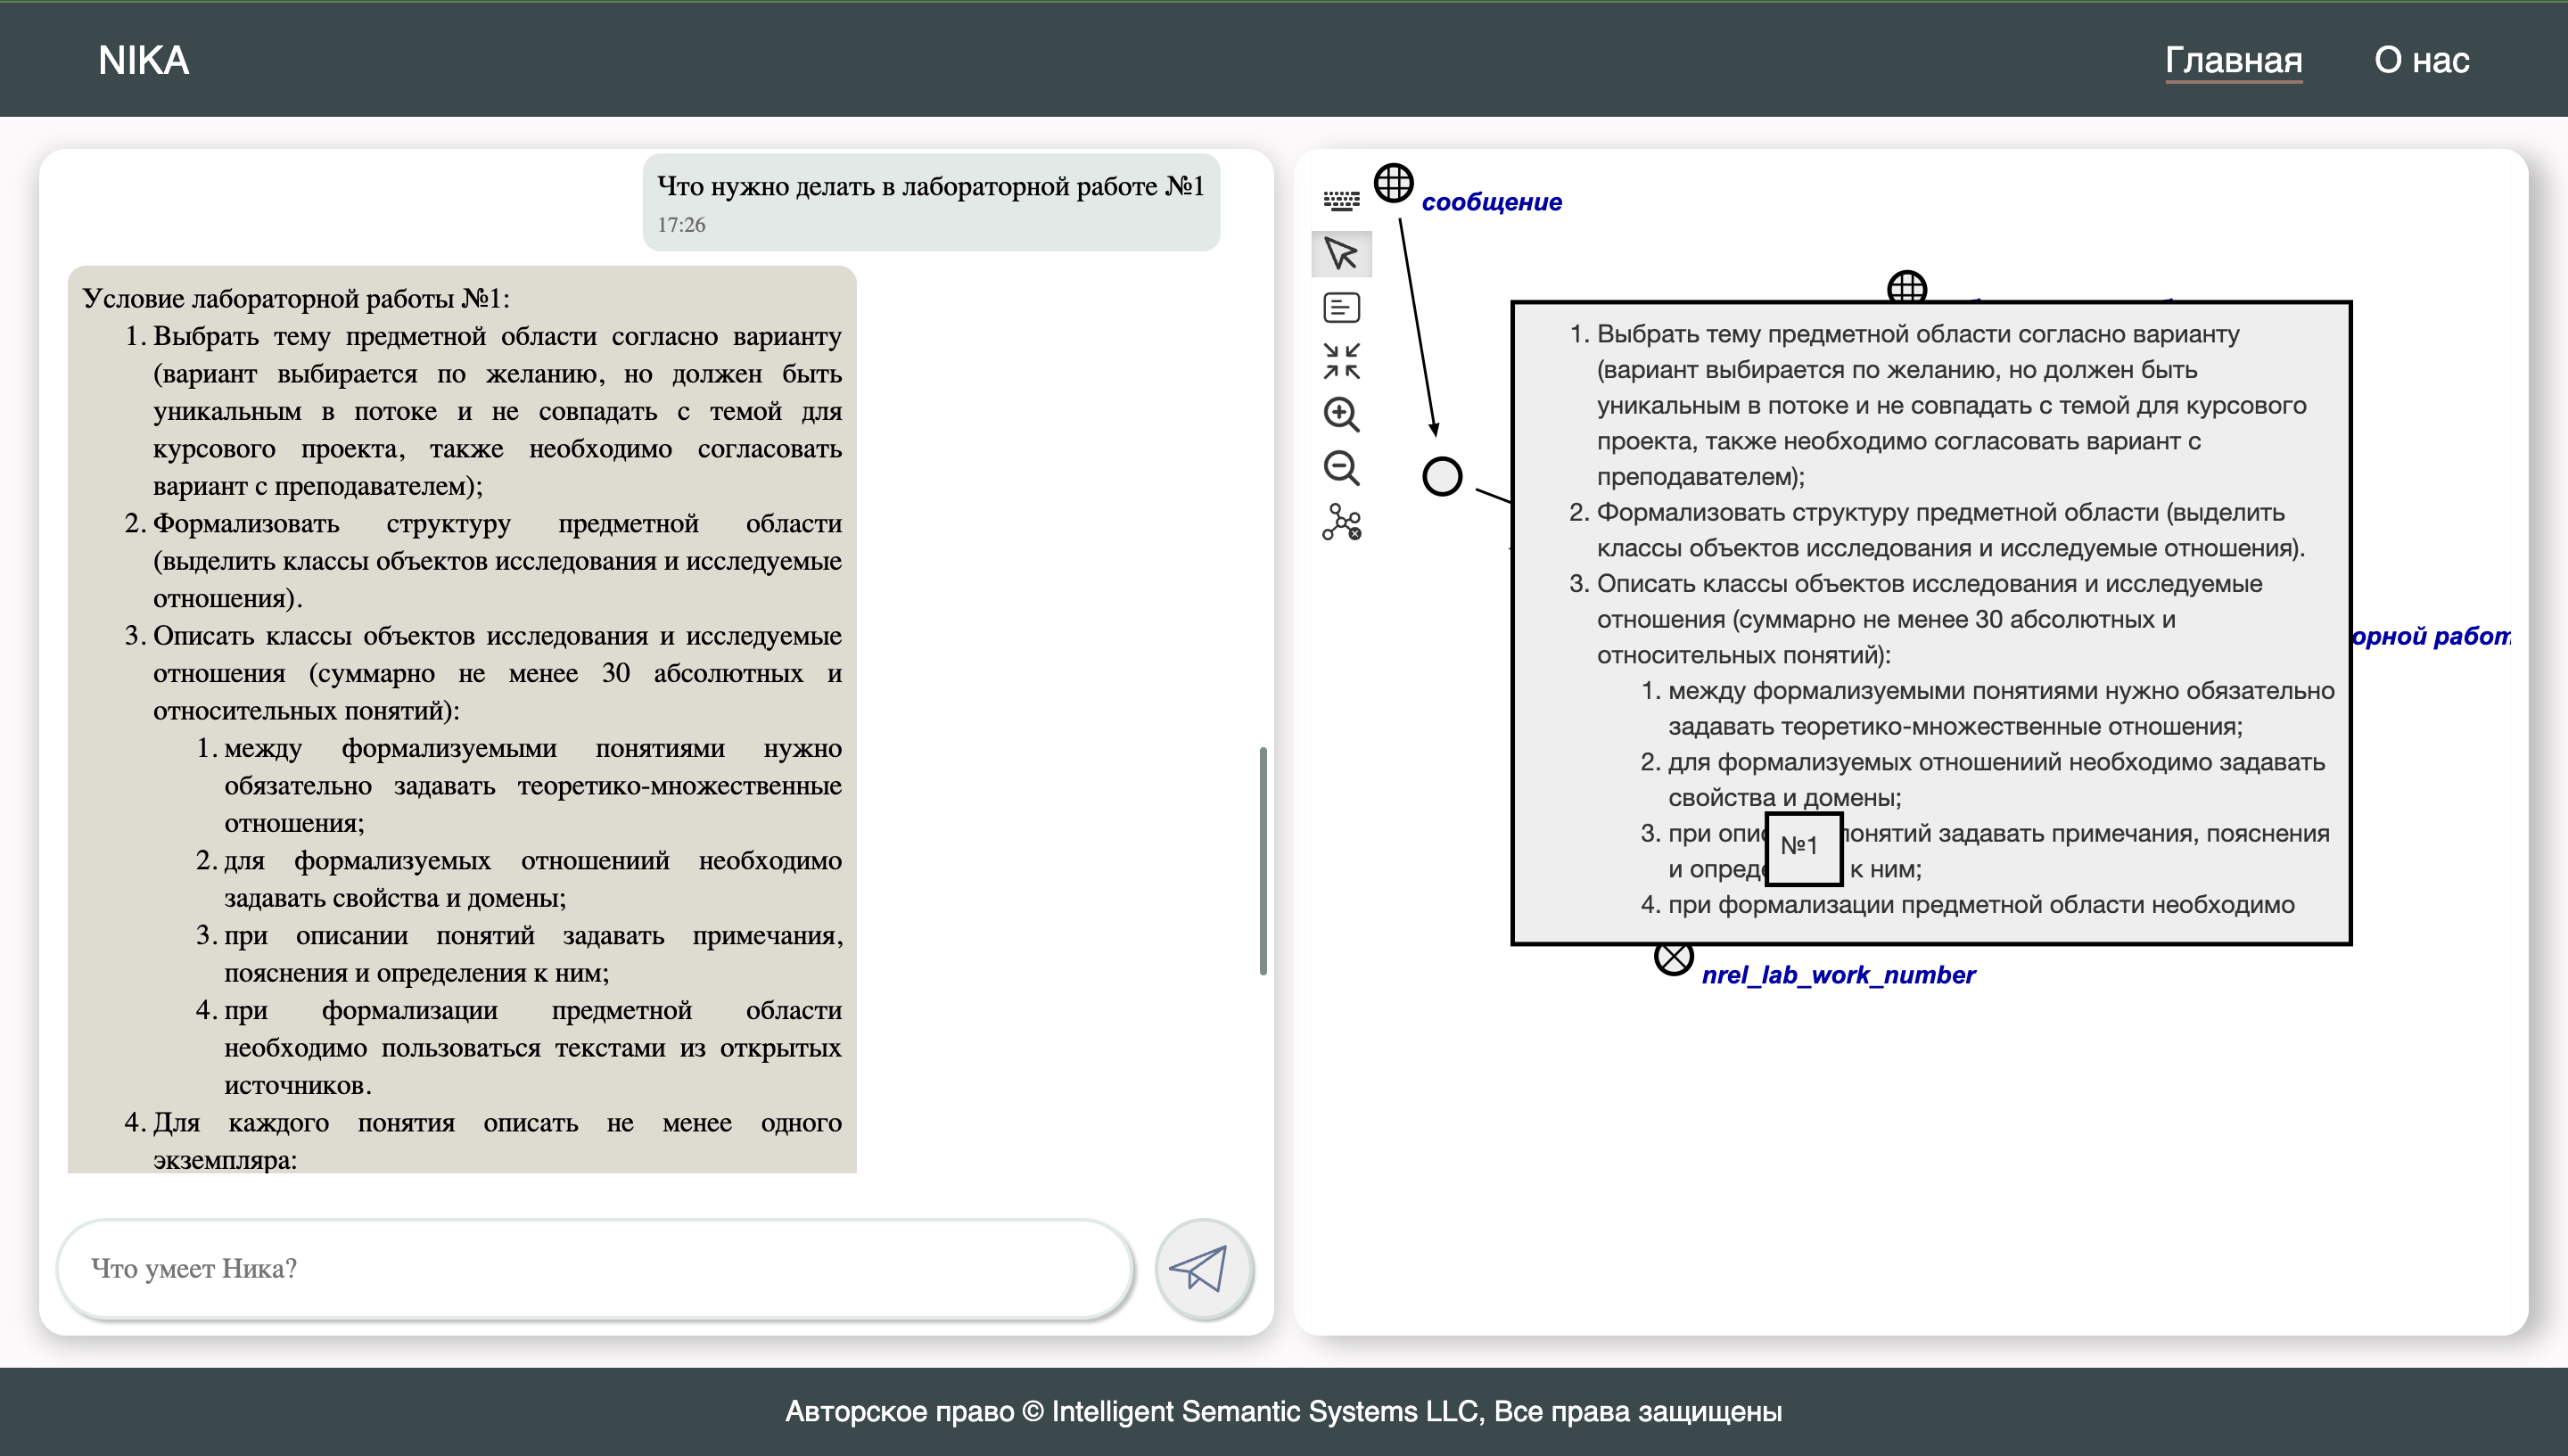 NIKA
Главная
О нас
Что нужно делать в лабораторной работе №1
17:26
Условие лабораторной работы №1:
1. Выбрать тему предметной области согласно варианту
(вариант выбирается по желанию, но должен быть
уникальным в потоке и не совпадать с темой для
курсового проекта, также необходимо согласовать
вариант с преподавателем);
2. Формализовать структуру предметной области
(выделить классы объектов исследования и исследуемые
отношения).
3. Описать классы объектов исследования и исследуемые
отношения (суммарно не менее 30 абсолютных и
относительных понятий):
1. между формализуемыми понятиями нужно
обязательно задавать теоретико-множественные
отношения;
2. для формализуемых отношениий необходимо
задавать свойства и домены;
3. при описании понятий задавать примечания,
пояснения и определения к ним;
4. при формализации предметной области
необходимо пользоваться текстами из открытых
источников.
4. Для каждого понятия описать не менее одного
экземпляра:
Что умеет Ника?
сообщение
1. Выбрать тему предметной области согласно варианту
(вариант выбирается по желанию, но должен быть
уникальным в потоке и не совпадать с темой для курсового
проекта, также необходимо согласовать вариант с
преподавателем);
2. Формализовать структуру предметной области (выделить
классы объектов исследования и исследуемые отношения).
3. Описать классы объектов исследования и исследуемые
отношения (суммарно не менее 30 абсолютных и
относительных понятий):
1. между формализуемыми понятиями нужно обязательно
задавать теоретико-множественные отношения;
2. для формализуемых отношениий необходимо задавать
свойства и домены;
3. при опис понятий задавать примечания, пояснения
и опреде к ним;
4. при формализации предметной области необходимо
№1
орной работ
nrel_lab_work_number
Авторское право © Intelligent Semantic Systems LLC, Все права защищены